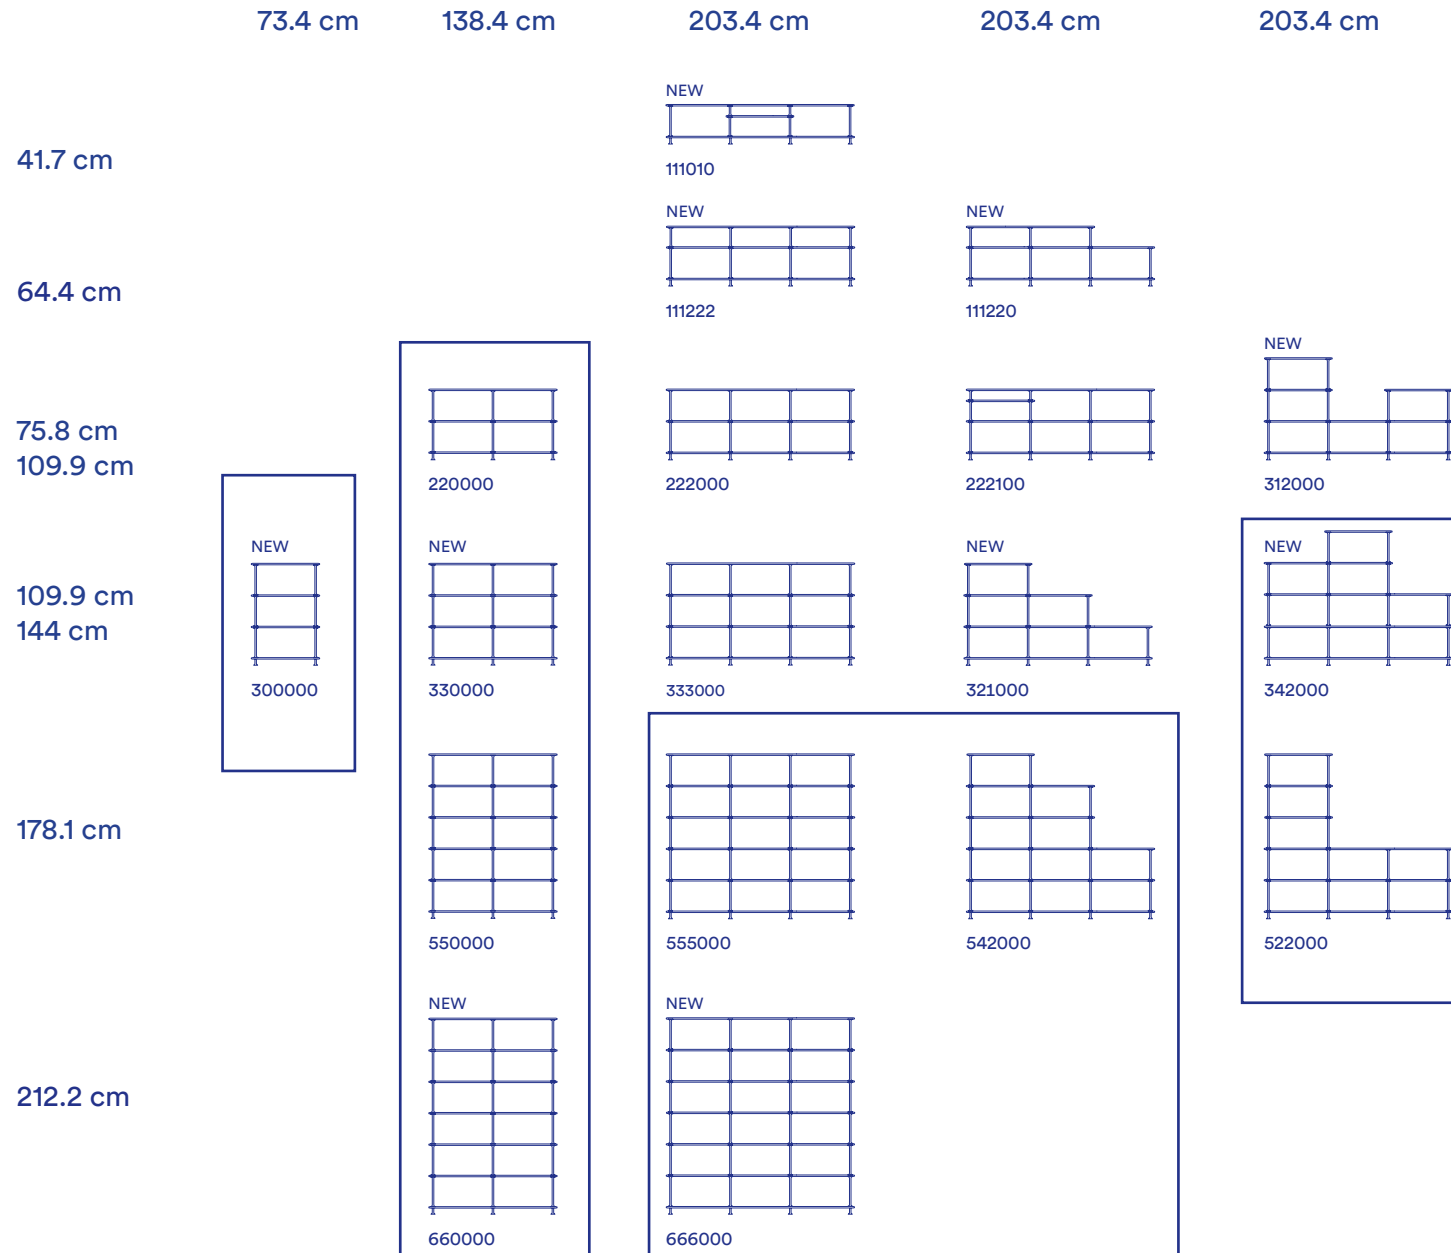 73.4 cm
138.4 cm
203.4 cm
203.4 cm
203.4 cm
41.7 cm
NEW
111010
64.4 cm
NEW
111222
NEW
111220
75.8 cm
109.9 cm
220000
222000
222100
NEW
312000
109.9 cm
144 cm
NEW
300000
NEW
330000
333000
NEW
321000
NEW
342000
178.1 cm
550000
555000
542000
522000
212.2 cm
NEW
660000
NEW
666000